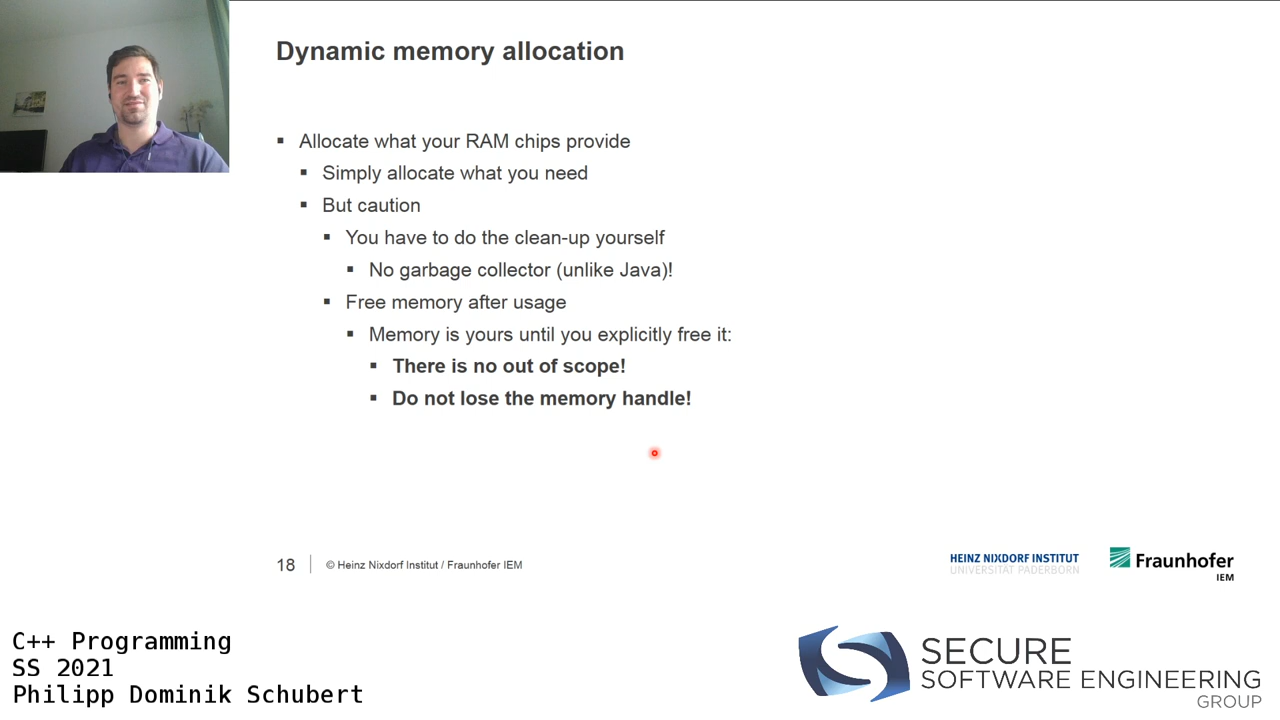 Dynamic memory allocation
Allocate what your RAM chips provide
Simply allocate what you need
But caution
You have to do the clean-up yourself
No garbage collector (unlike Java)!
Free memory after usage
Memory is yours until you explicitly free it:
There is no out of scope!
Do not lose the memory handle!
18
© Heinz Nixdorf Institut / Fraunhofer IEM
HEINZ NIXDORF INSTITUT
UNIVERSITÄT PADERBORN
Fraunhofer
IEM
C++ Programming
SS 2021
Philipp Dominik Schubert
SECURE
SOFTWARE ENGINEERING
GROUP